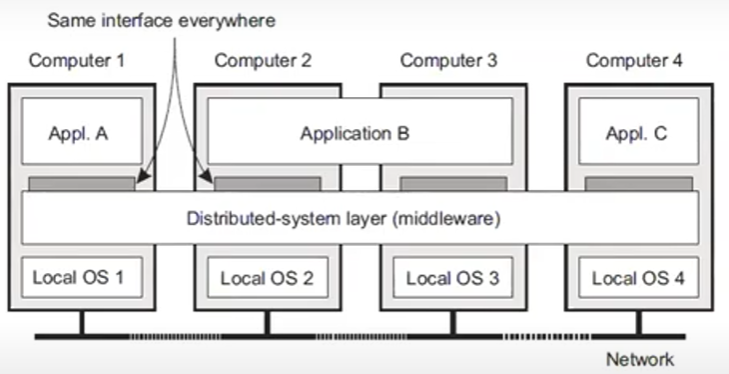 Same interface everywhere
Computer 1 Computer 2 Computer 3 Computer 4
Appl. A Application B Appl. C
Distributed-system layer (middleware)
Local OS 1 Local OS 2 Local OS 3 Local OS 4
Network